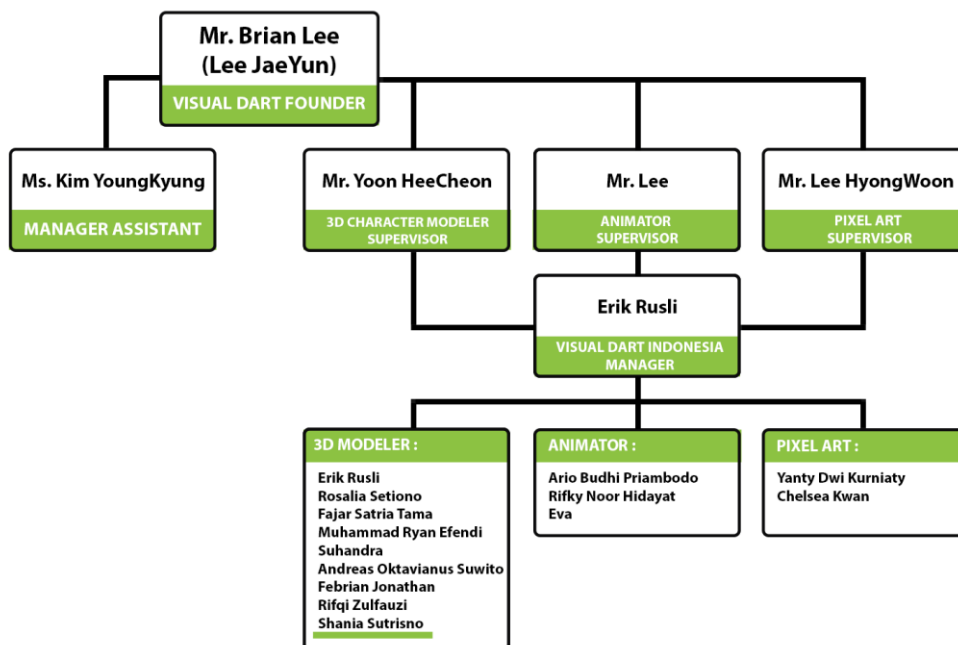 Mr. Brian Lee
(Lee JaeYun)
VISUAL DART FOUNDER
Ms. Kim YoungKyung
MANAGER ASSISTANT
Mr. Yoon HeeCheon
3D CHARACTER MODELER
SUPERVISOR
Mr. Lee
ANIMATOR
SUPERVISOR
Mr. Lee HyongWoon
PIXEL ART
SUPERVISOR
Erik Rusli
VISUAL DART INDONESIA
MANAGER
3D MODELER :
Erik Rusli
Rosalia Setiono
Fajar Satria Tama
Muhammad Ryan Efendi
Suhandra
Andreas Oktavianus Suwito
Febrian Jonathan
Rifqi Zulfauzi
Shania Sutrisno
ANIMATOR :
Ario Budhi Priambodo
Rifky Noor Hidayat
Eva
PIXEL ART :
Yanty Dwi Kurniaty
Chelsea Kwan